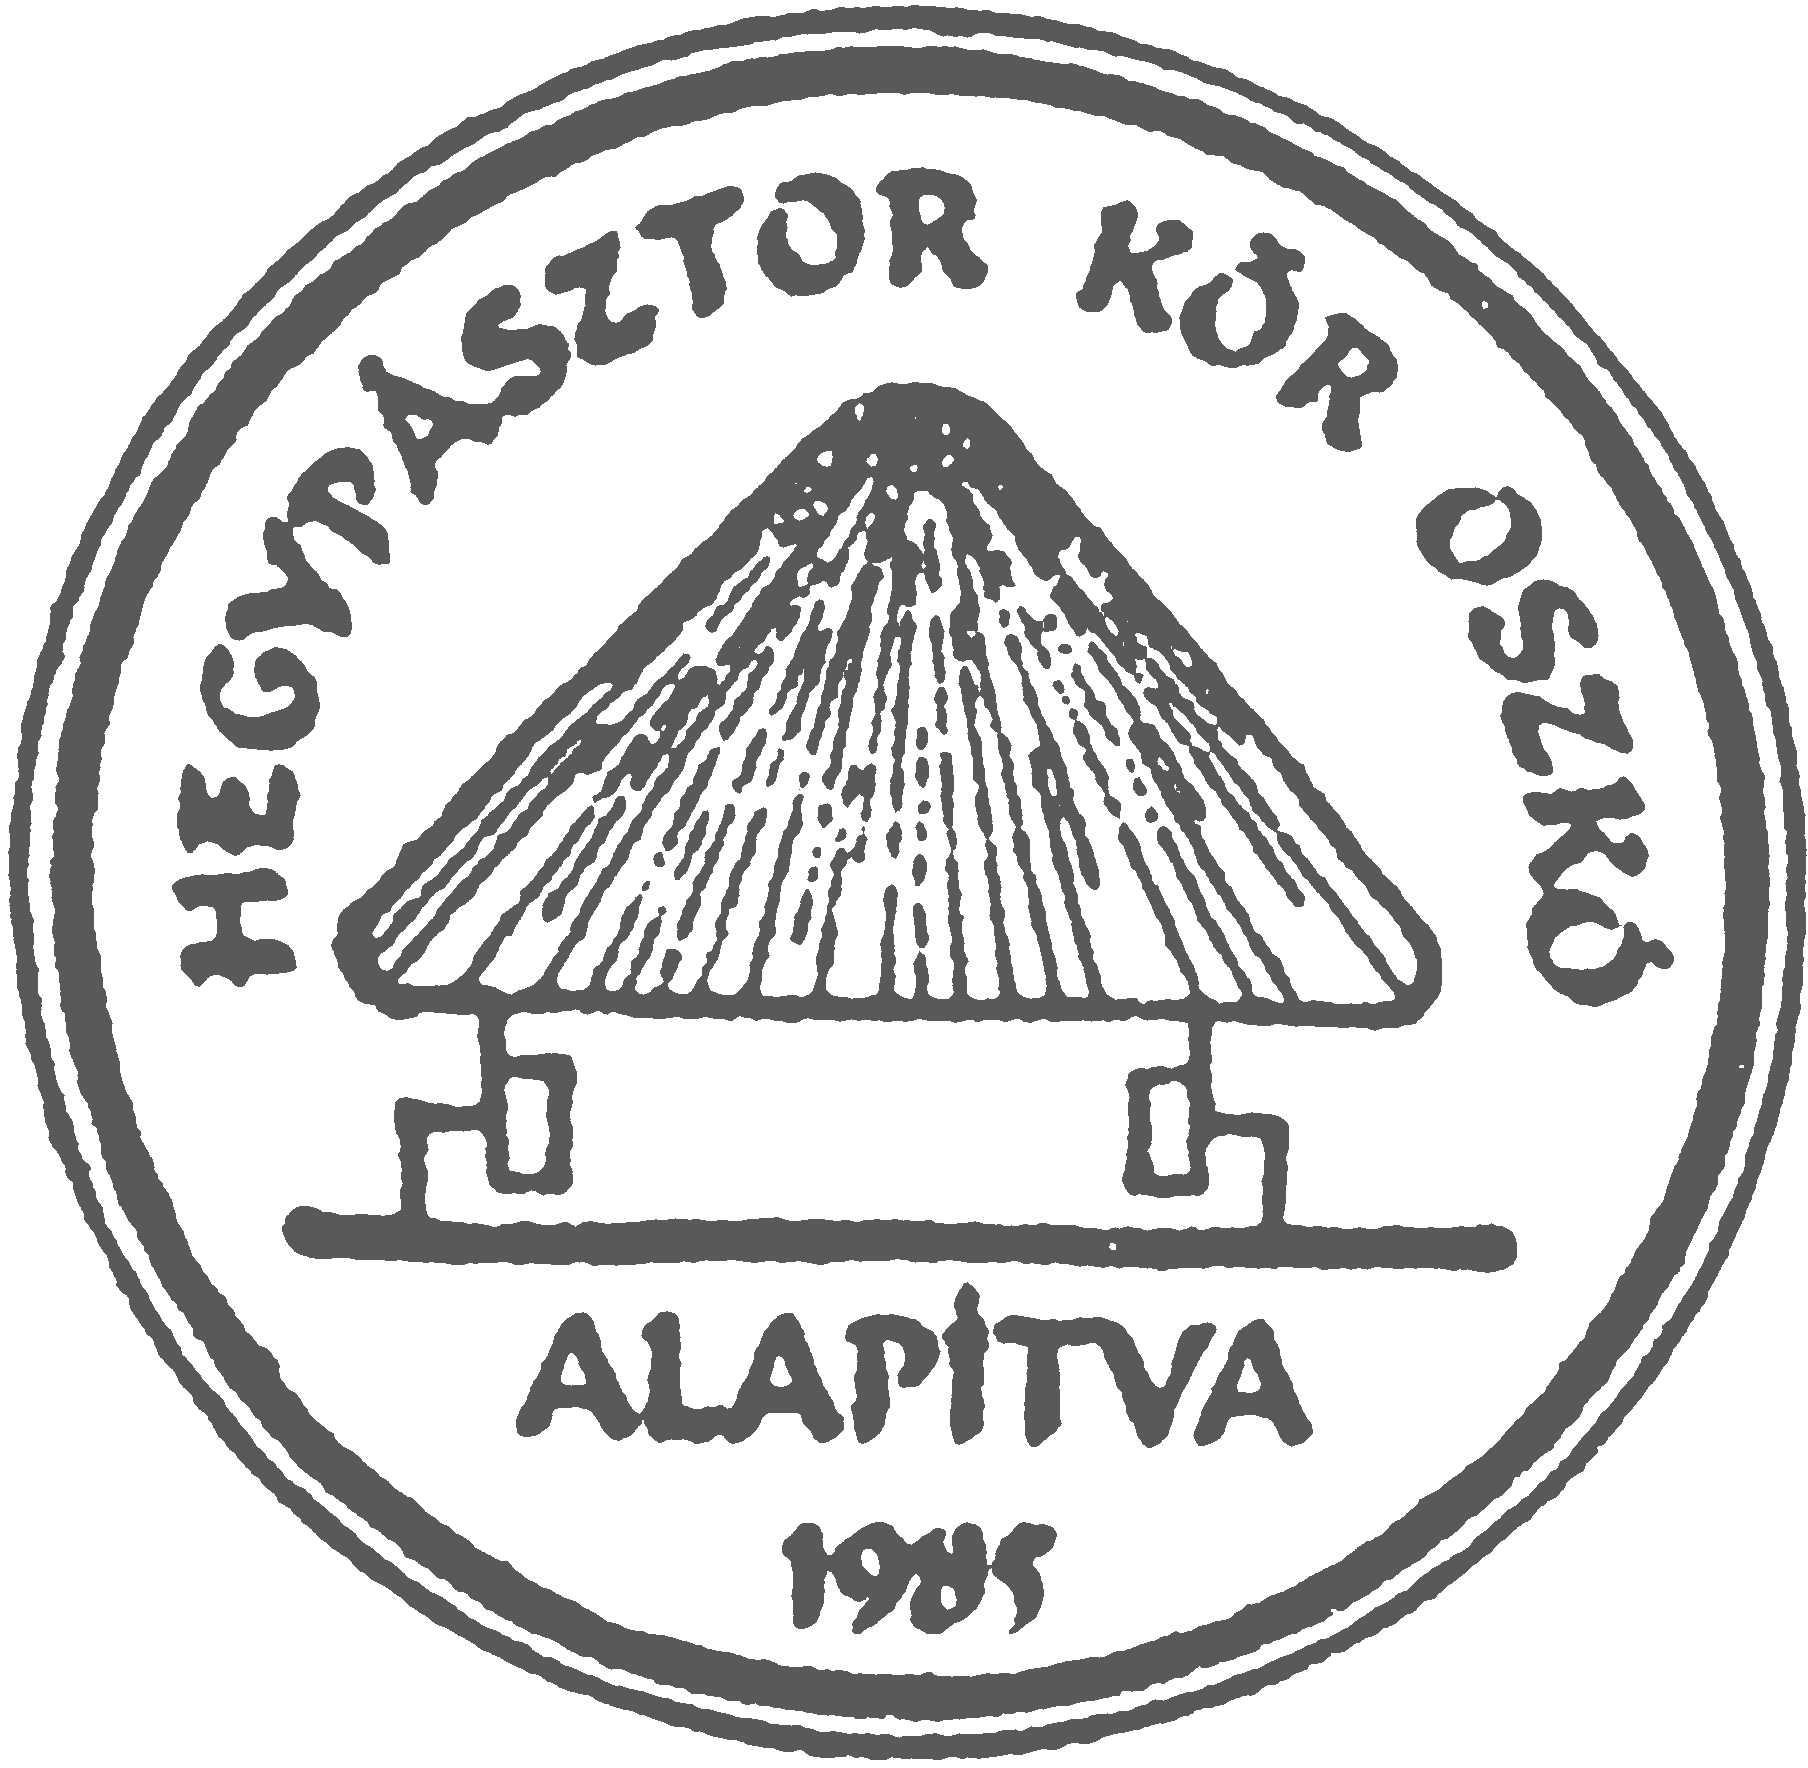 HEGYPÁSZTOR KÖR OSZKÓ
ALAPÍTVA
1985